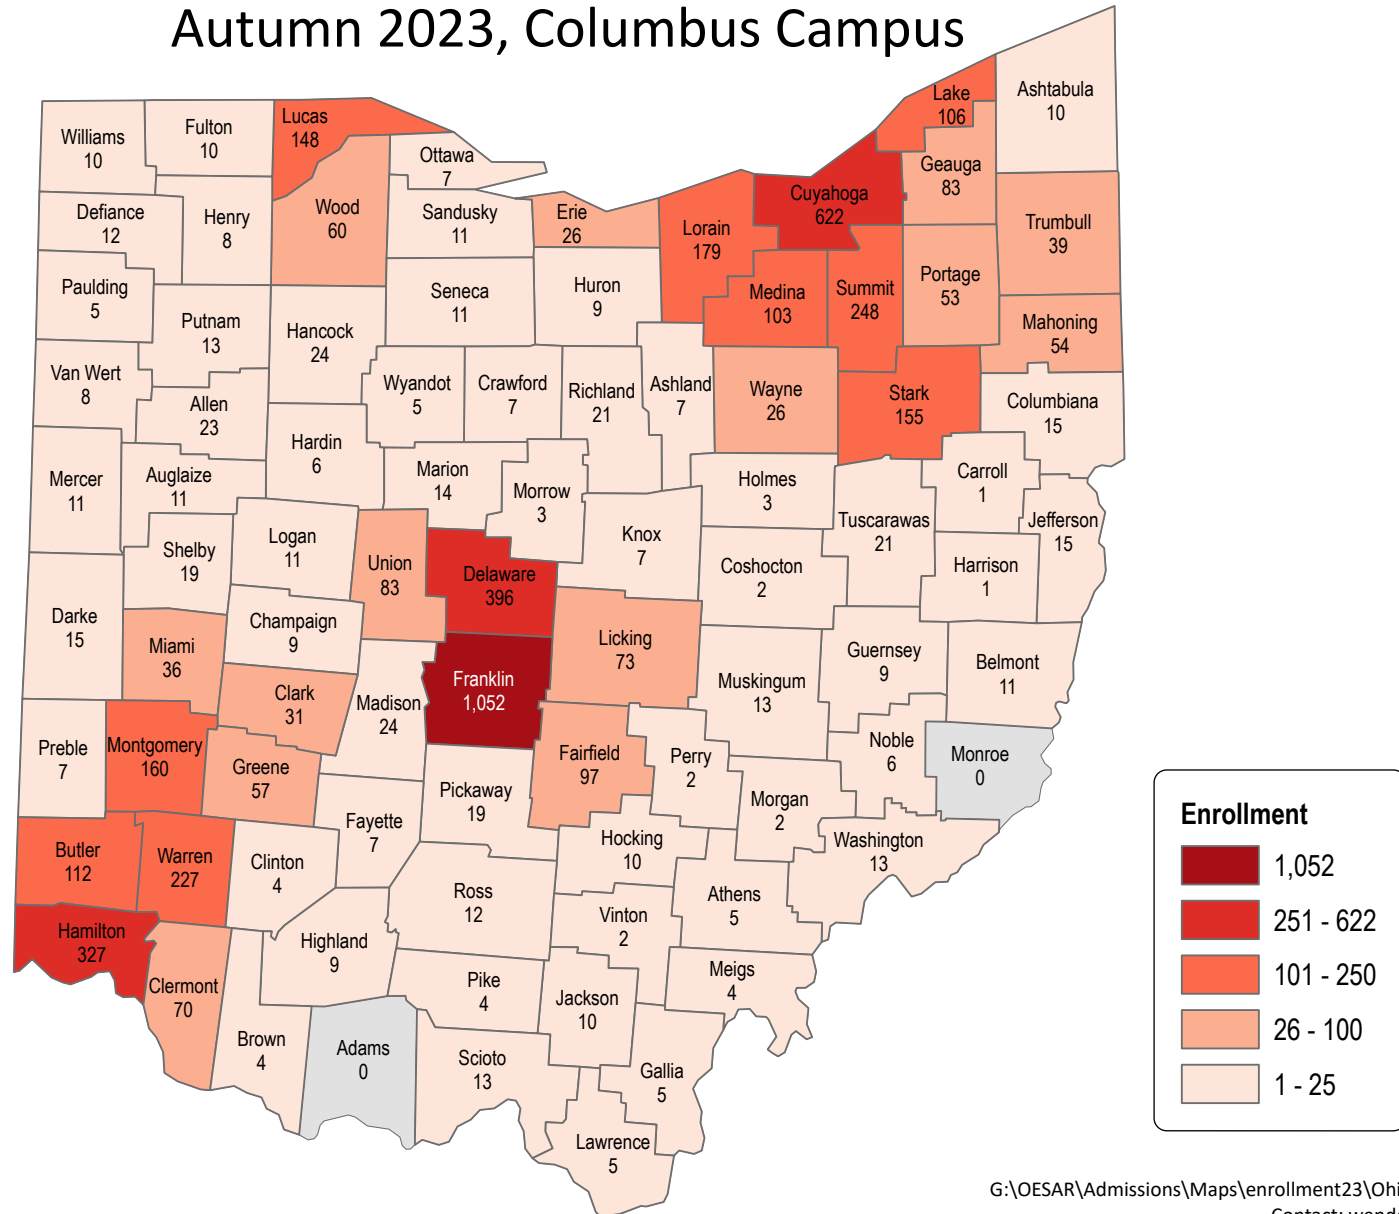 Autumn 2023, Columbus Campus
Williams
10
Fulton
10
Lucas
148
Ottawa
7
Lake
106
Ashtabula
10
Geauga
83
Cuyahoga
622
Defiance
12
Henry
8
Wood
60
Sandusky
11
Erie
26
Lorain
179
Trumbull
39
Paulding
5
Putnam
13
Hancock
24
Seneca
11
Huron
9
Medina
103
Summit
248
Portage
53
Mahoning
54
Van Wert
8
Allen
23
Wyandot
5
Crawford
7
Richland
21
Ashland
7
Wayne
26
Stark
155
Columbiana
15
Mercer
11
Auglaize
11
Hardin
6
Marion
14
Morrow
3
Holmes
3
Carroll
1
Tuscarawas
21
Jefferson
15
Shelby
19
Logan
11
Union
83
Delaware
396
Knox
7
Coshocton
2
Harrison
1
Darke
15
Miami
36
Champaign
9
Licking
73
Guernsey
9
Belmont
11
Clark
31
Madison
24
Franklin
1,052
Muskingum
13
Preble
7
Montgomery
160
Greene
57
Fairfield
97
Perry
2
Noble
6
Monroe
0
Pickaway
19
Morgan
2
Fayette
7
Hocking
10
Washington
13
Butler
112
Warren
227
Clinton
4
Ross
12
Athens
5
Hamilton
327
Highland
9
Vinton
2
Clermont
70
Pike
4
Jackson
10
Meigs
4
Brown
4
Adams
0
Scioto
13
Gallia
5
Lawrence
5
Enrollment
1,052
251 - 622
101 - 250
26 - 100
1 - 25
G:\OESAR\Admissions\Maps\enrollment23\Ohi
Contact: wend